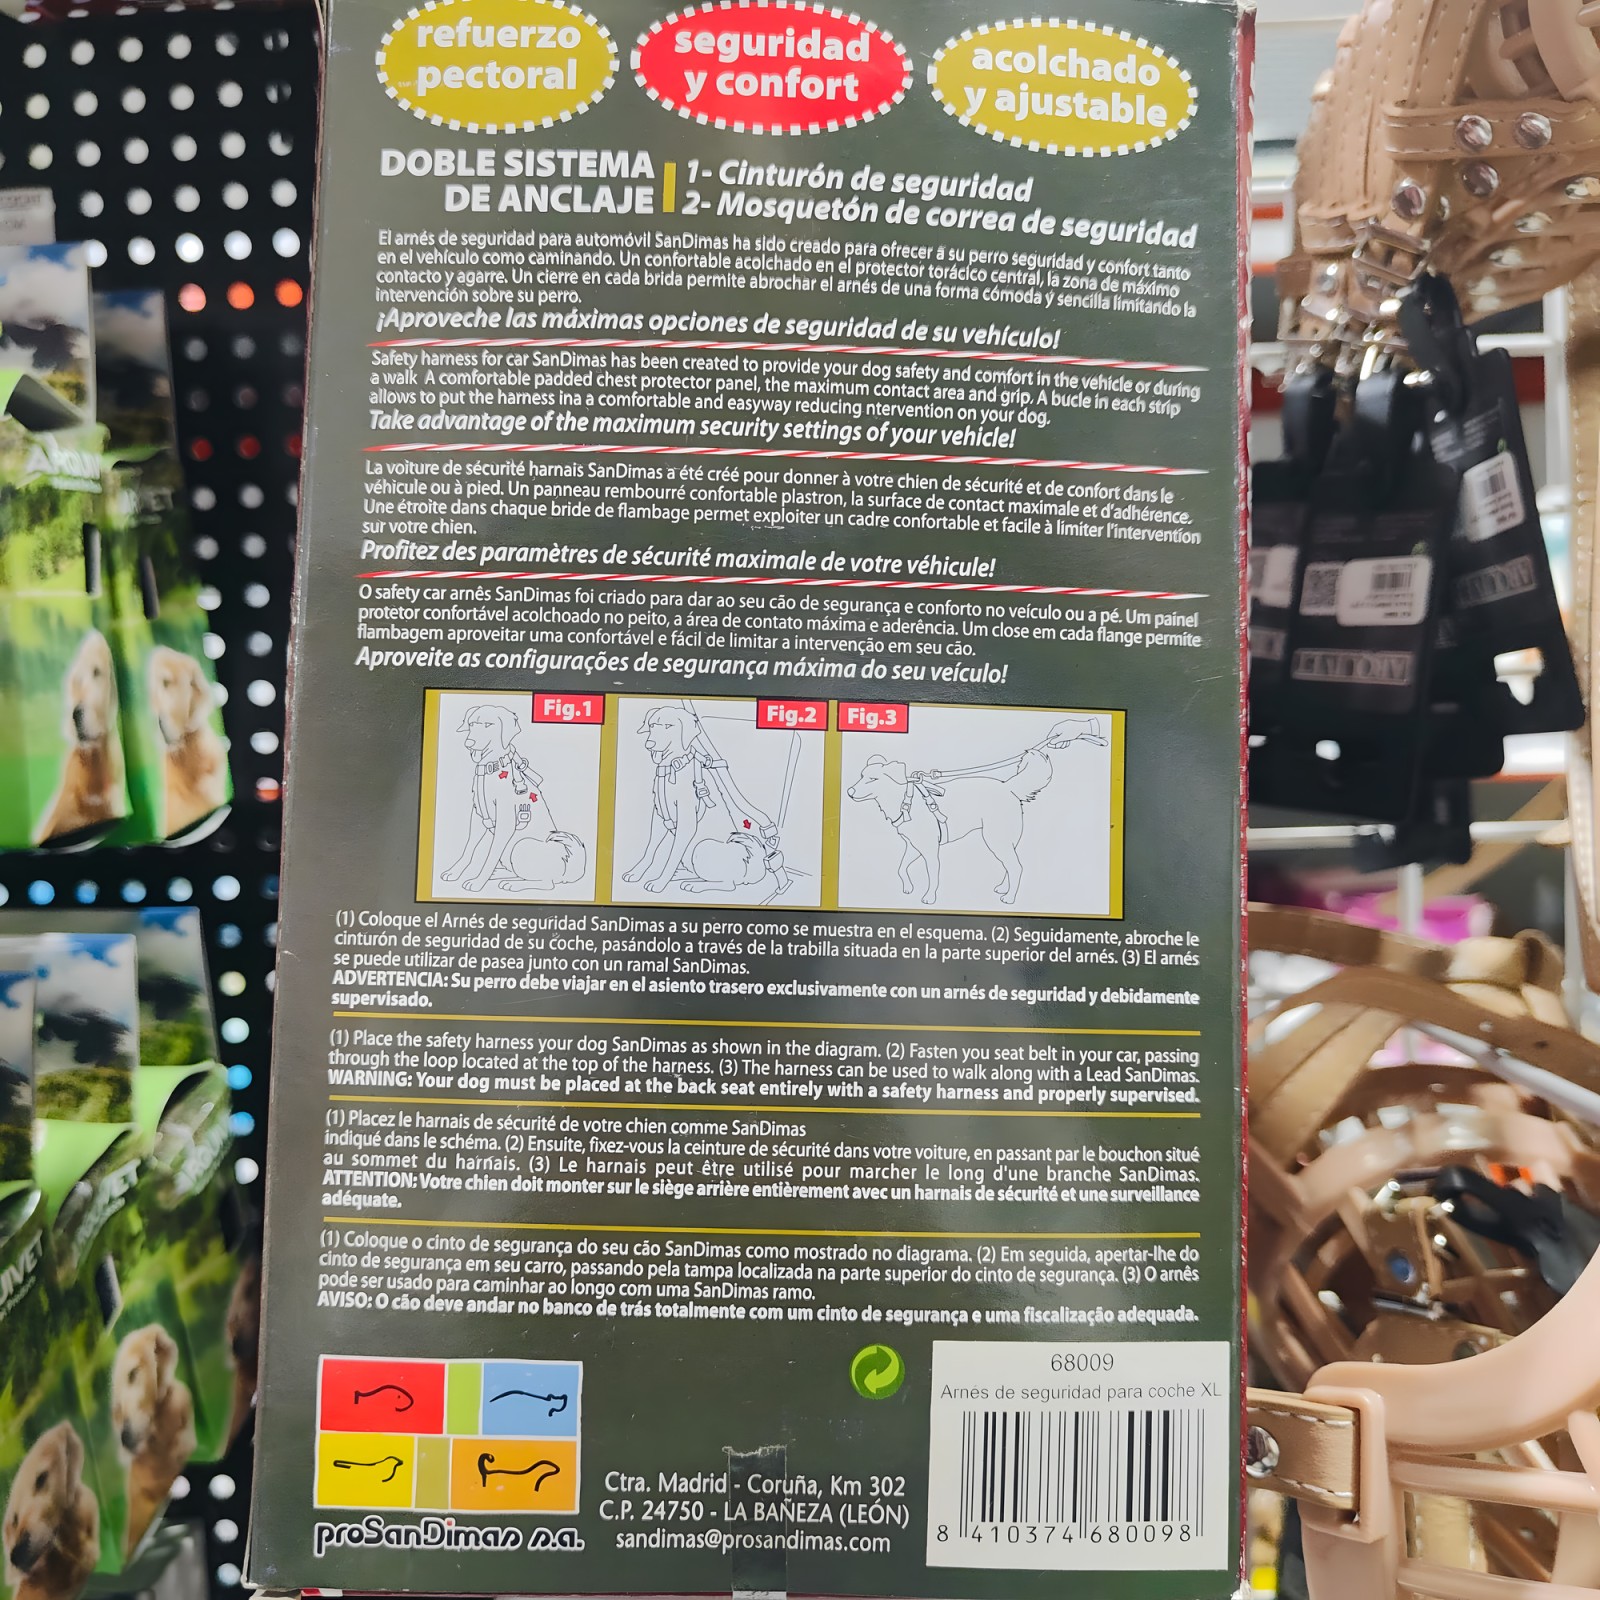 refuerzo
pectoral
seguridad
y confort
acolchado
y ajustable
DOBLE SISTEMA
DE ANCLAJE
1- Cinturón de seguridad
2- Mosquetón de correa de seguridad
El arnés de seguridad para automóvil SanDimas ha sido creado para ofrecer a su perro seguridad y confort tanto
en el vehículo como caminando. Un confortable acolchado en el protector torácico central, la zona de máximo
contacto y agarre. Un cierre en cada brida permite abrochar el arnés de una forma cómoda y sencilla limitando la
intervención sobre su perro.
¡Aproveche las máximas opciones de seguridad de su vehículo!
Safety harness for car SanDimas has been created to provide your dog safety and comfort in the vehicle or during
a walk A comfortable padded chest protector panel, the maximum contact area and grip. A bucle in each strip
allows to put the harness ina a comfortable and easyway reducing ntervention on your dog.
Take advantage of the maximum security settings of your vehicle!
La voiture de sécurité harnais SanDimas a été créé pour donner à votre chien de sécurité et de confort dans le
véhicule ou à pied. Un panneau rembourré confortable plastron, la surface de contact maximale et d'adhérence.
Une étroite dans chaque bride de flambage permet exploiter un cadre confortable et facile à limiter l'intervention
sur votre chien.
Profitez des paramètres de sécurité maximale de votre véhicule!
O safety car arnês SanDimas foi criado para dar ao seu cão de segurança e conforto no veículo ou a pé. Um painel
protetor confortável acolchoado no peito, a área de contato máxima e aderência. Um close em cada flange permite
flambagem aproveitar uma confortável e fácil de limitar a intervenção em seu cão.
Aproveite as configurações de segurança máxima do seu veículo!
Fig.1
Fig.2
Fig.3
(1) Coloque el Arnés de seguridad SanDimas a su perro como se muestra en el esquema. (2) Seguidamente, abroche le
cinturón de seguridad de su coche, pasándolo a través de la trabilla situada en la parte superior del arnés. (3) El arnés
se puede utilizar de pasea junto con un ramal SanDimas.
ADVERTENCIA: Su perro debe viajar en el asiento trasero exclusivamente con un arnés de seguridad y debidamente
supervisado.
(1) Place the safety harness your dog SanDimas as shown in the diagram. (2) Fasten you seat belt in your car, passing
through the loop located at the top of the harness. (3) The harness can be used to walk along with a Lead SanDimas.
WARNING: Your dog must be placed at the back seat entirely with a safety harness and properly supervised.
(1) Placez le harnais de sécurité de votre chien comme SanDimas
indiqué dans le schéma. (2) Ensuite, fixez-vous la ceinture de sécurité dans votre voiture, en passant par le bouchon situé
au sommet du harnais. (3) Le harnais peut être utilisé pour marcher le long d'une branche SanDimas.
ATTENTION: Votre chien doit monter sur le siège arrière entièrement avec un harnais de sécurité et une surveillance
adéquate.
(1) Coloque o cinto de segurança do seu cão SanDimas como mostrado no diagrama. (2) Em seguida, apertar-lhe do
cinto de segurança em seu carro, passando pela tampa localizada na parte superior do cinto de segurança. (3) O arnês
pode ser usado para caminhar ao longo com uma SanDimas ramo.
AVISO: O cão deve andar no banco de trás totalmente com um cinto de segurança e uma fiscalização adequada.
proSanDimas s.a.
Ctra. Madrid - Coruña, Km 302
C.P. 24750 - LA BAÑEZA (LEÓN)
sandimas@prosandimas.com
68009
Arnés de seguridad para coche XL
8 410374 680098